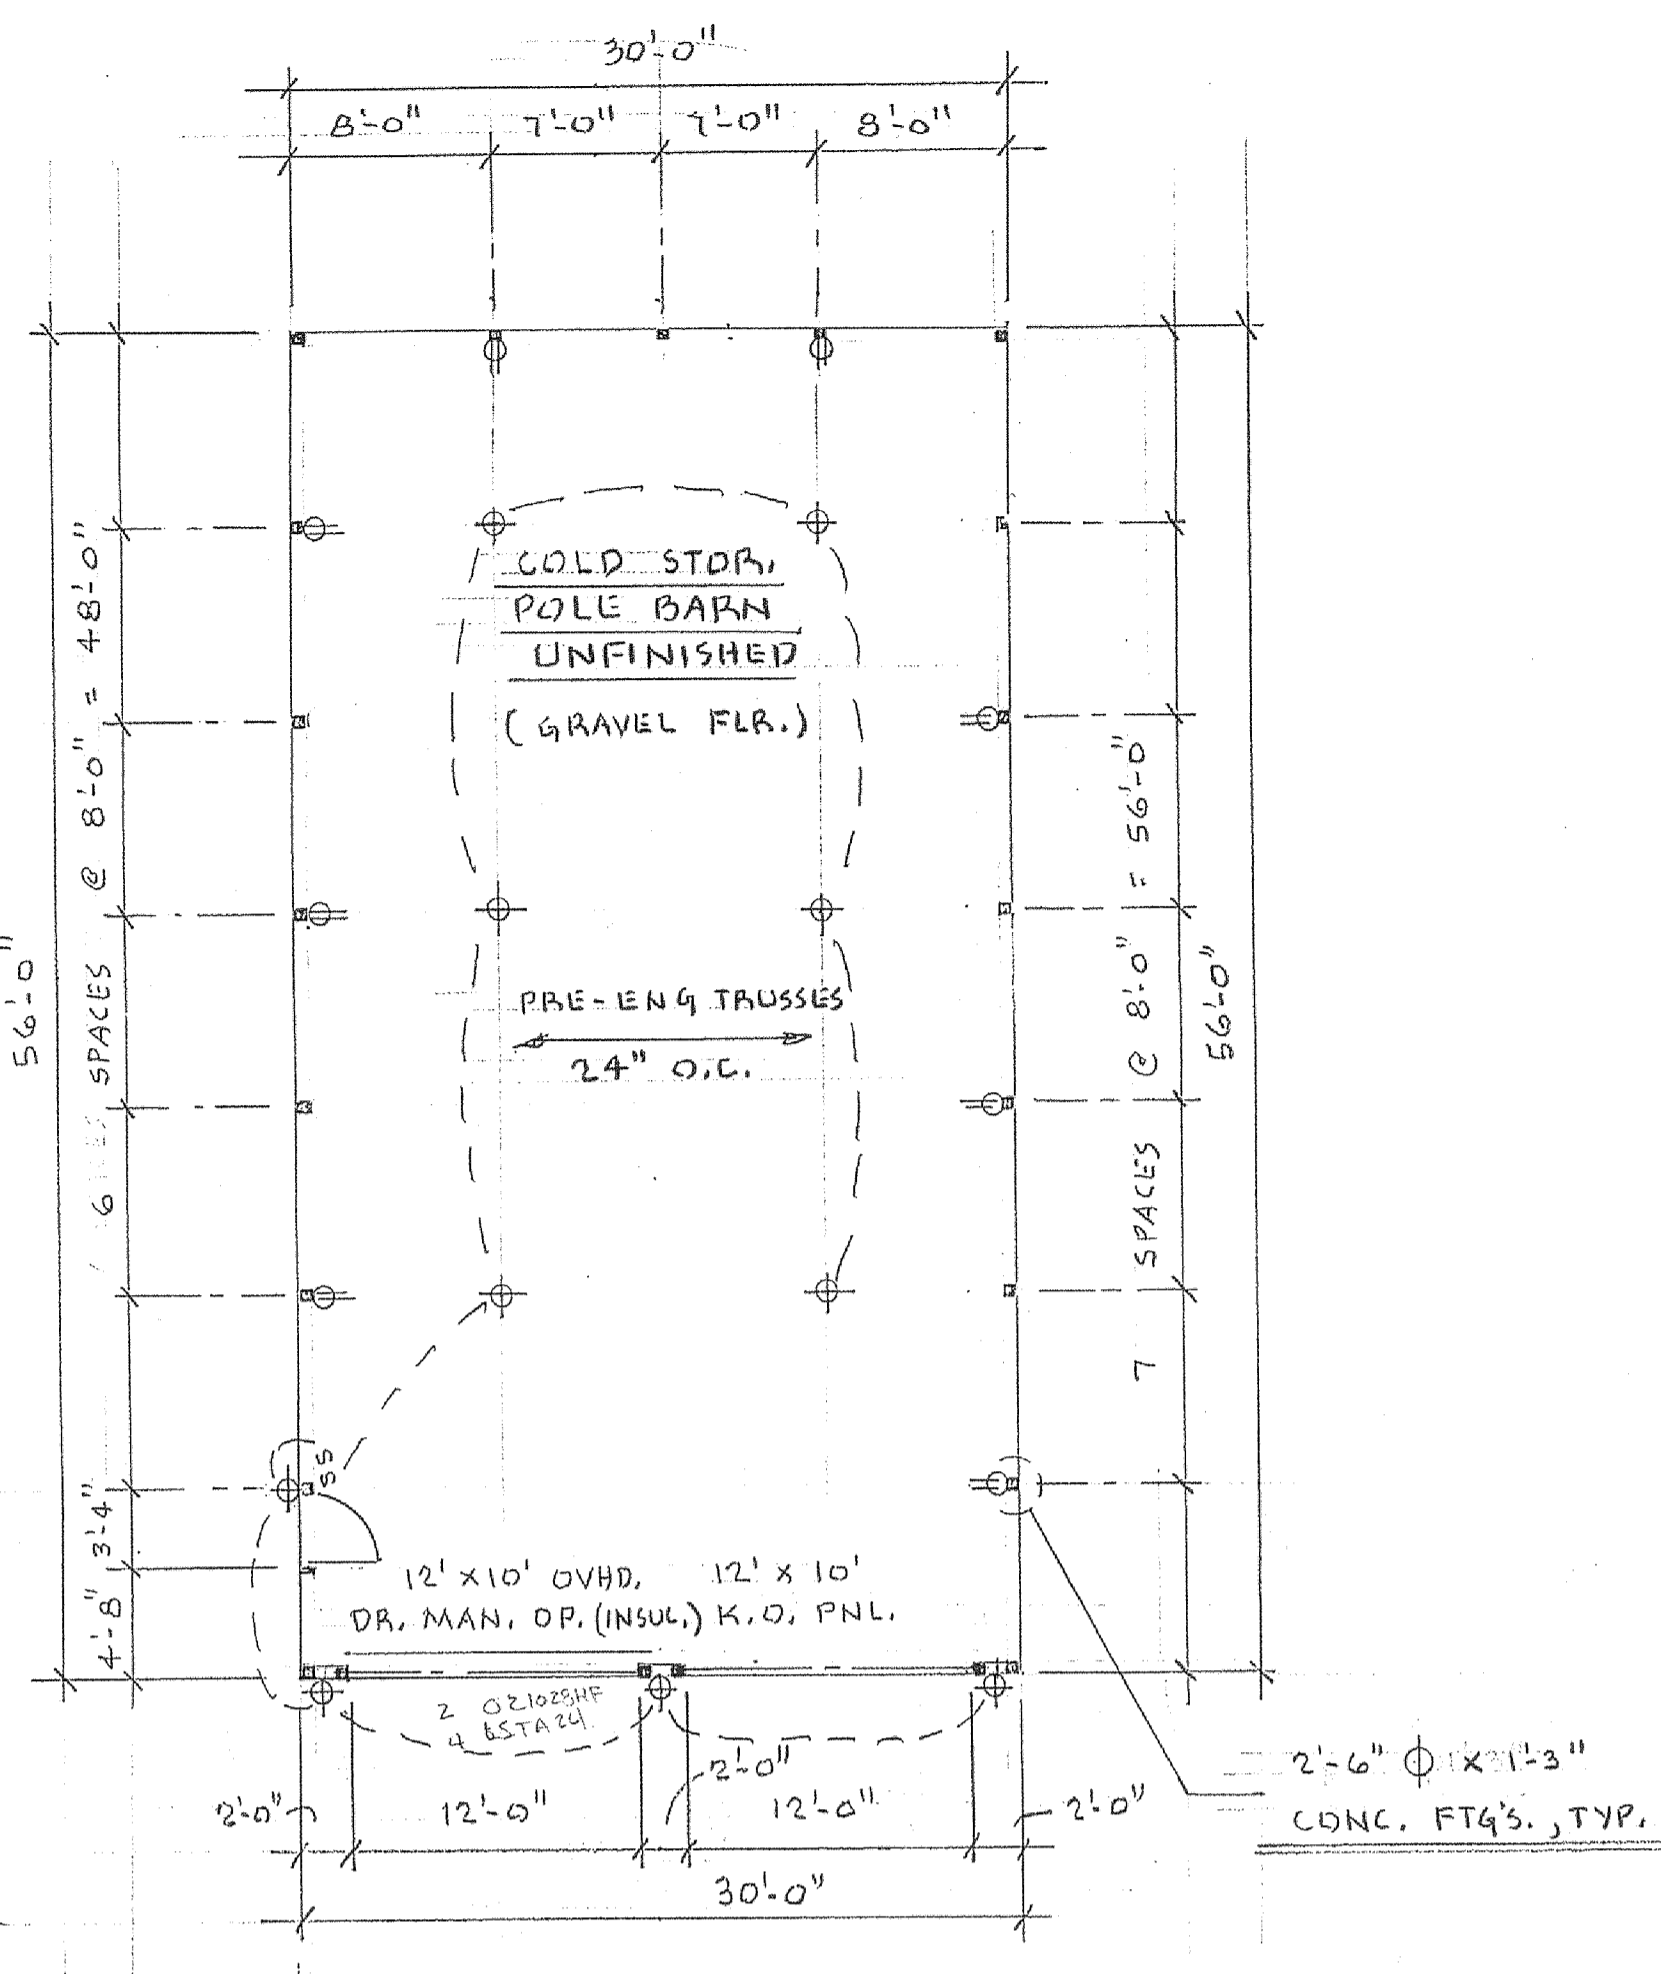 30'-0"
8'-0" 7'-0" 7'-0" 8'-0"
COLD STOR.
POLE BARN
UNFINISHED
(GRAVEL FLR.)
PRE-ENG TRUSSES
24" O.C.
56'-0"
6 SPACES @ 8'-0" = 48'-0"
3'-4"
4'-8"
7 SPACES @ 8'-0" = 56'-0"
56'-0"
SS
12' X 10' OVHD. 12' X 10'
DR. MAN. OP. (INSUL.) K.O. PNL.
2
4
2'-0" 12'-0" 2'-0" 12'-0" 2'-0"
30'-0"
2'-6" ⌀ X 1'-3"
CONC. FTG'S., TYP.